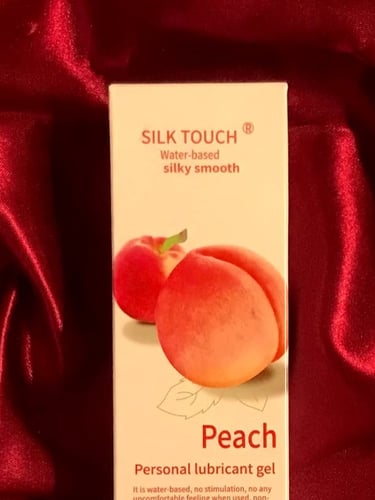 SILK TOUCH ®
Water-based
silky smooth
Peach
Personal lubricant gel
It is water-based, no stimulation, no any
uncomfortable feeling when used, non-